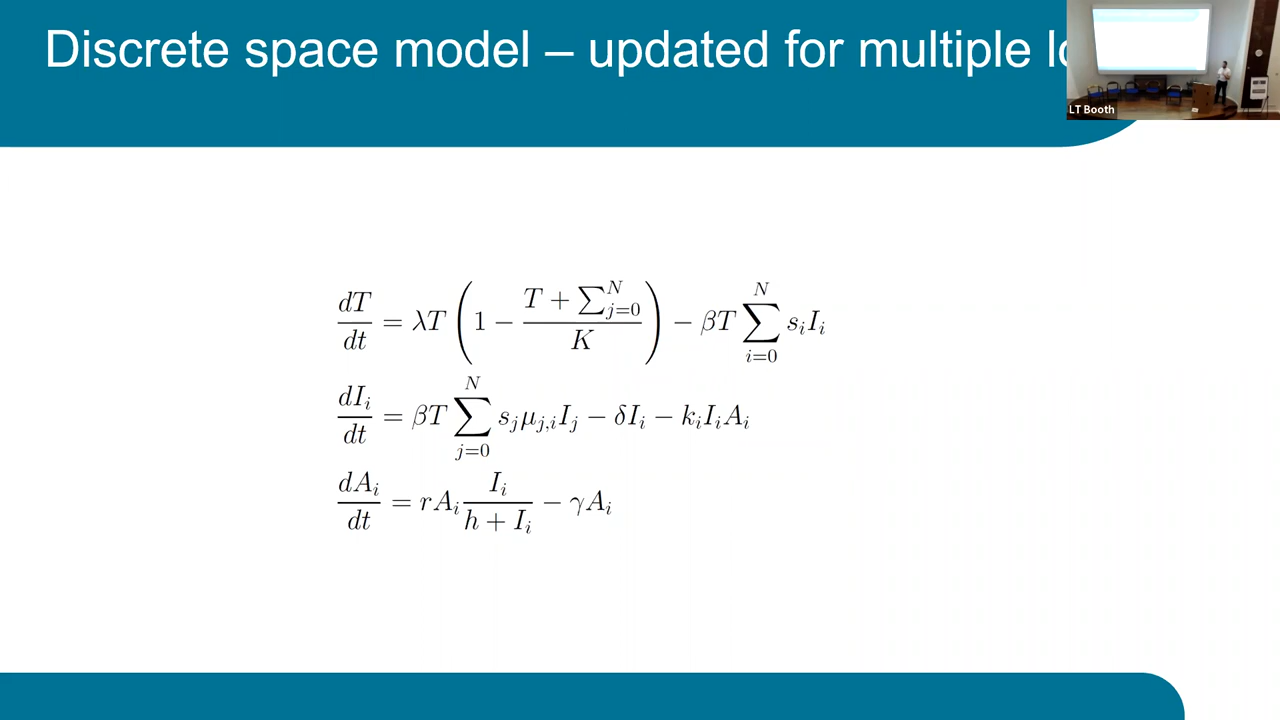 Discrete space model – updated for multiple
LT Booth
dT/dt = λT (1 − (T + ∑_{j=0}^{N})/K) − βT ∑_{i=0}^{N} s_i I_i
dI_i/dt = βT ∑_{j=0}^{N} s_j μ_{j,i} I_j − δI_i − k_i I_i A_i
dA_i/dt = rA_i I_i/(h + I_i) − γA_i